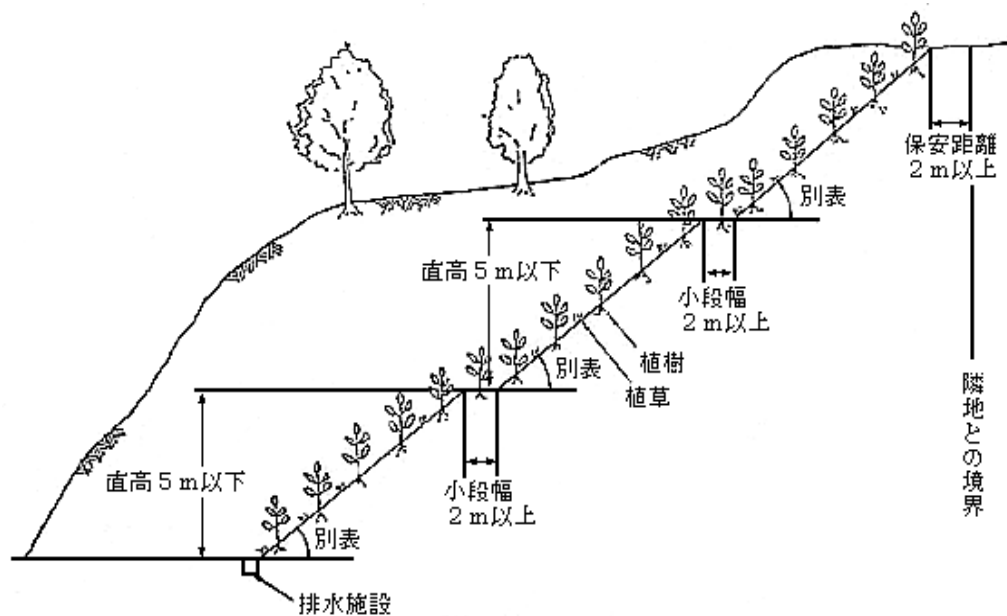 保安距離
２ｍ以上
別表
直高５ｍ以下
小段幅
２ｍ以上
別表
植樹
植草
隣地との境界
直高５ｍ以下
小段幅
２ｍ以上
別表
排水施設